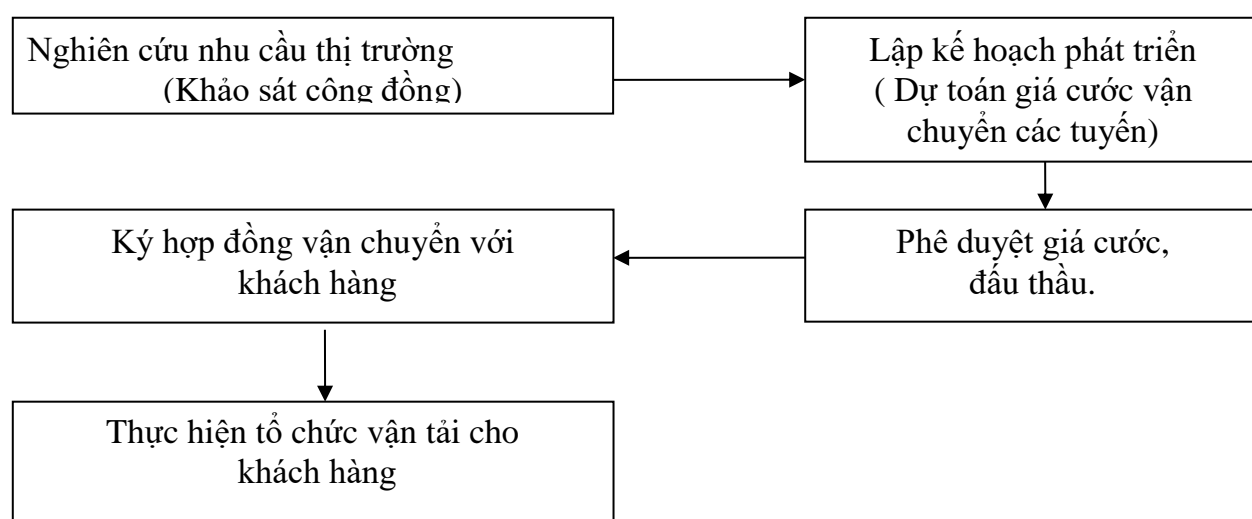 Nghiên cứu nhu cầu thị trường
(Khảo sát công đồng)
Lập kế hoạch phát triển
( Dự toán giá cước vận
chuyển các tuyến)
Phê duyệt giá cước,
đấu thầu.
Ký hợp đồng vận chuyển với
khách hàng
Thực hiện tổ chức vận tải cho
khách hàng